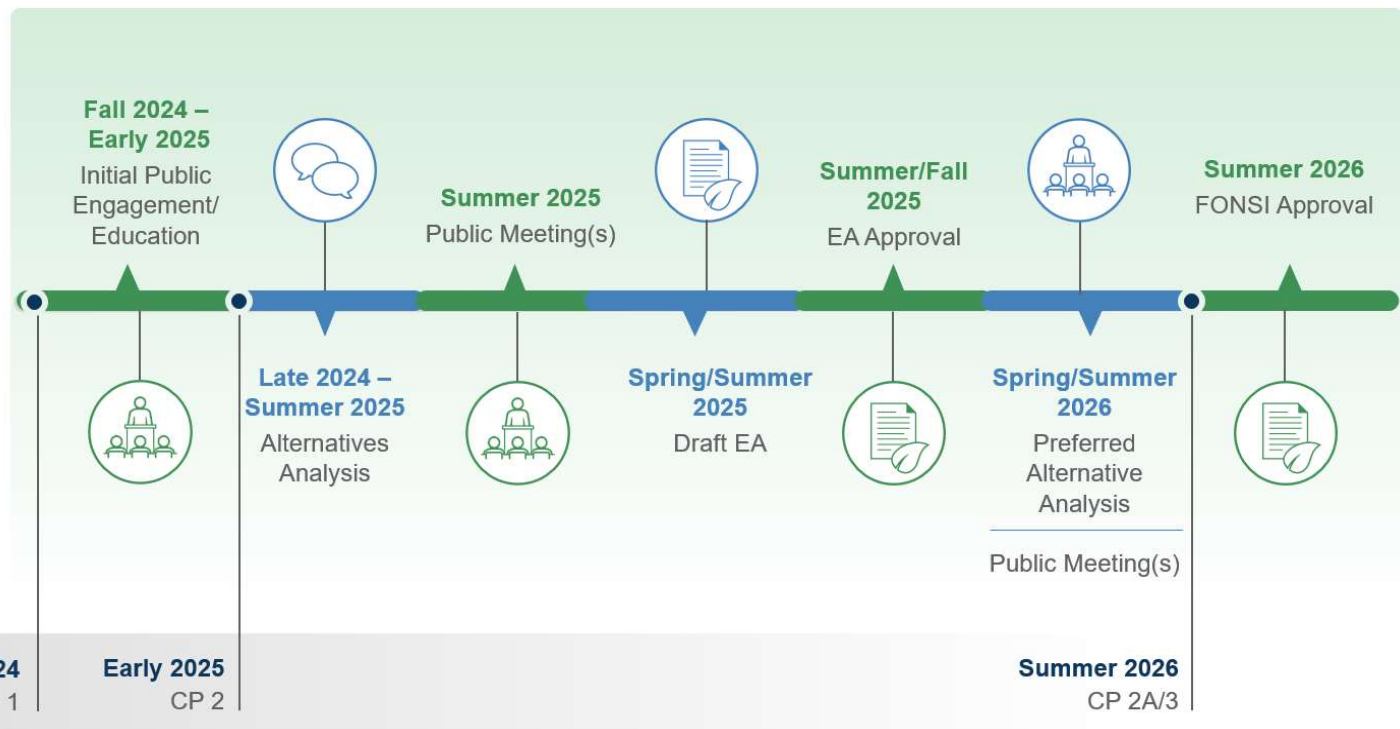 Fall 2024 –
Early 2025
Initial Public
Engagement/
Education
Summer 2025
Public Meeting(s)
Summer/Fall
2025
EA Approval
Summer 2026
FONSI Approval
Late 2024 –
Summer 2025
Alternatives
Analysis
Spring/Summer
2025
Draft EA
Spring/Summer
2026
Preferred
Alternative
Analysis
Public Meeting(s)
24
1
Early 2025
CP 2
Summer 2026
CP 2A/3